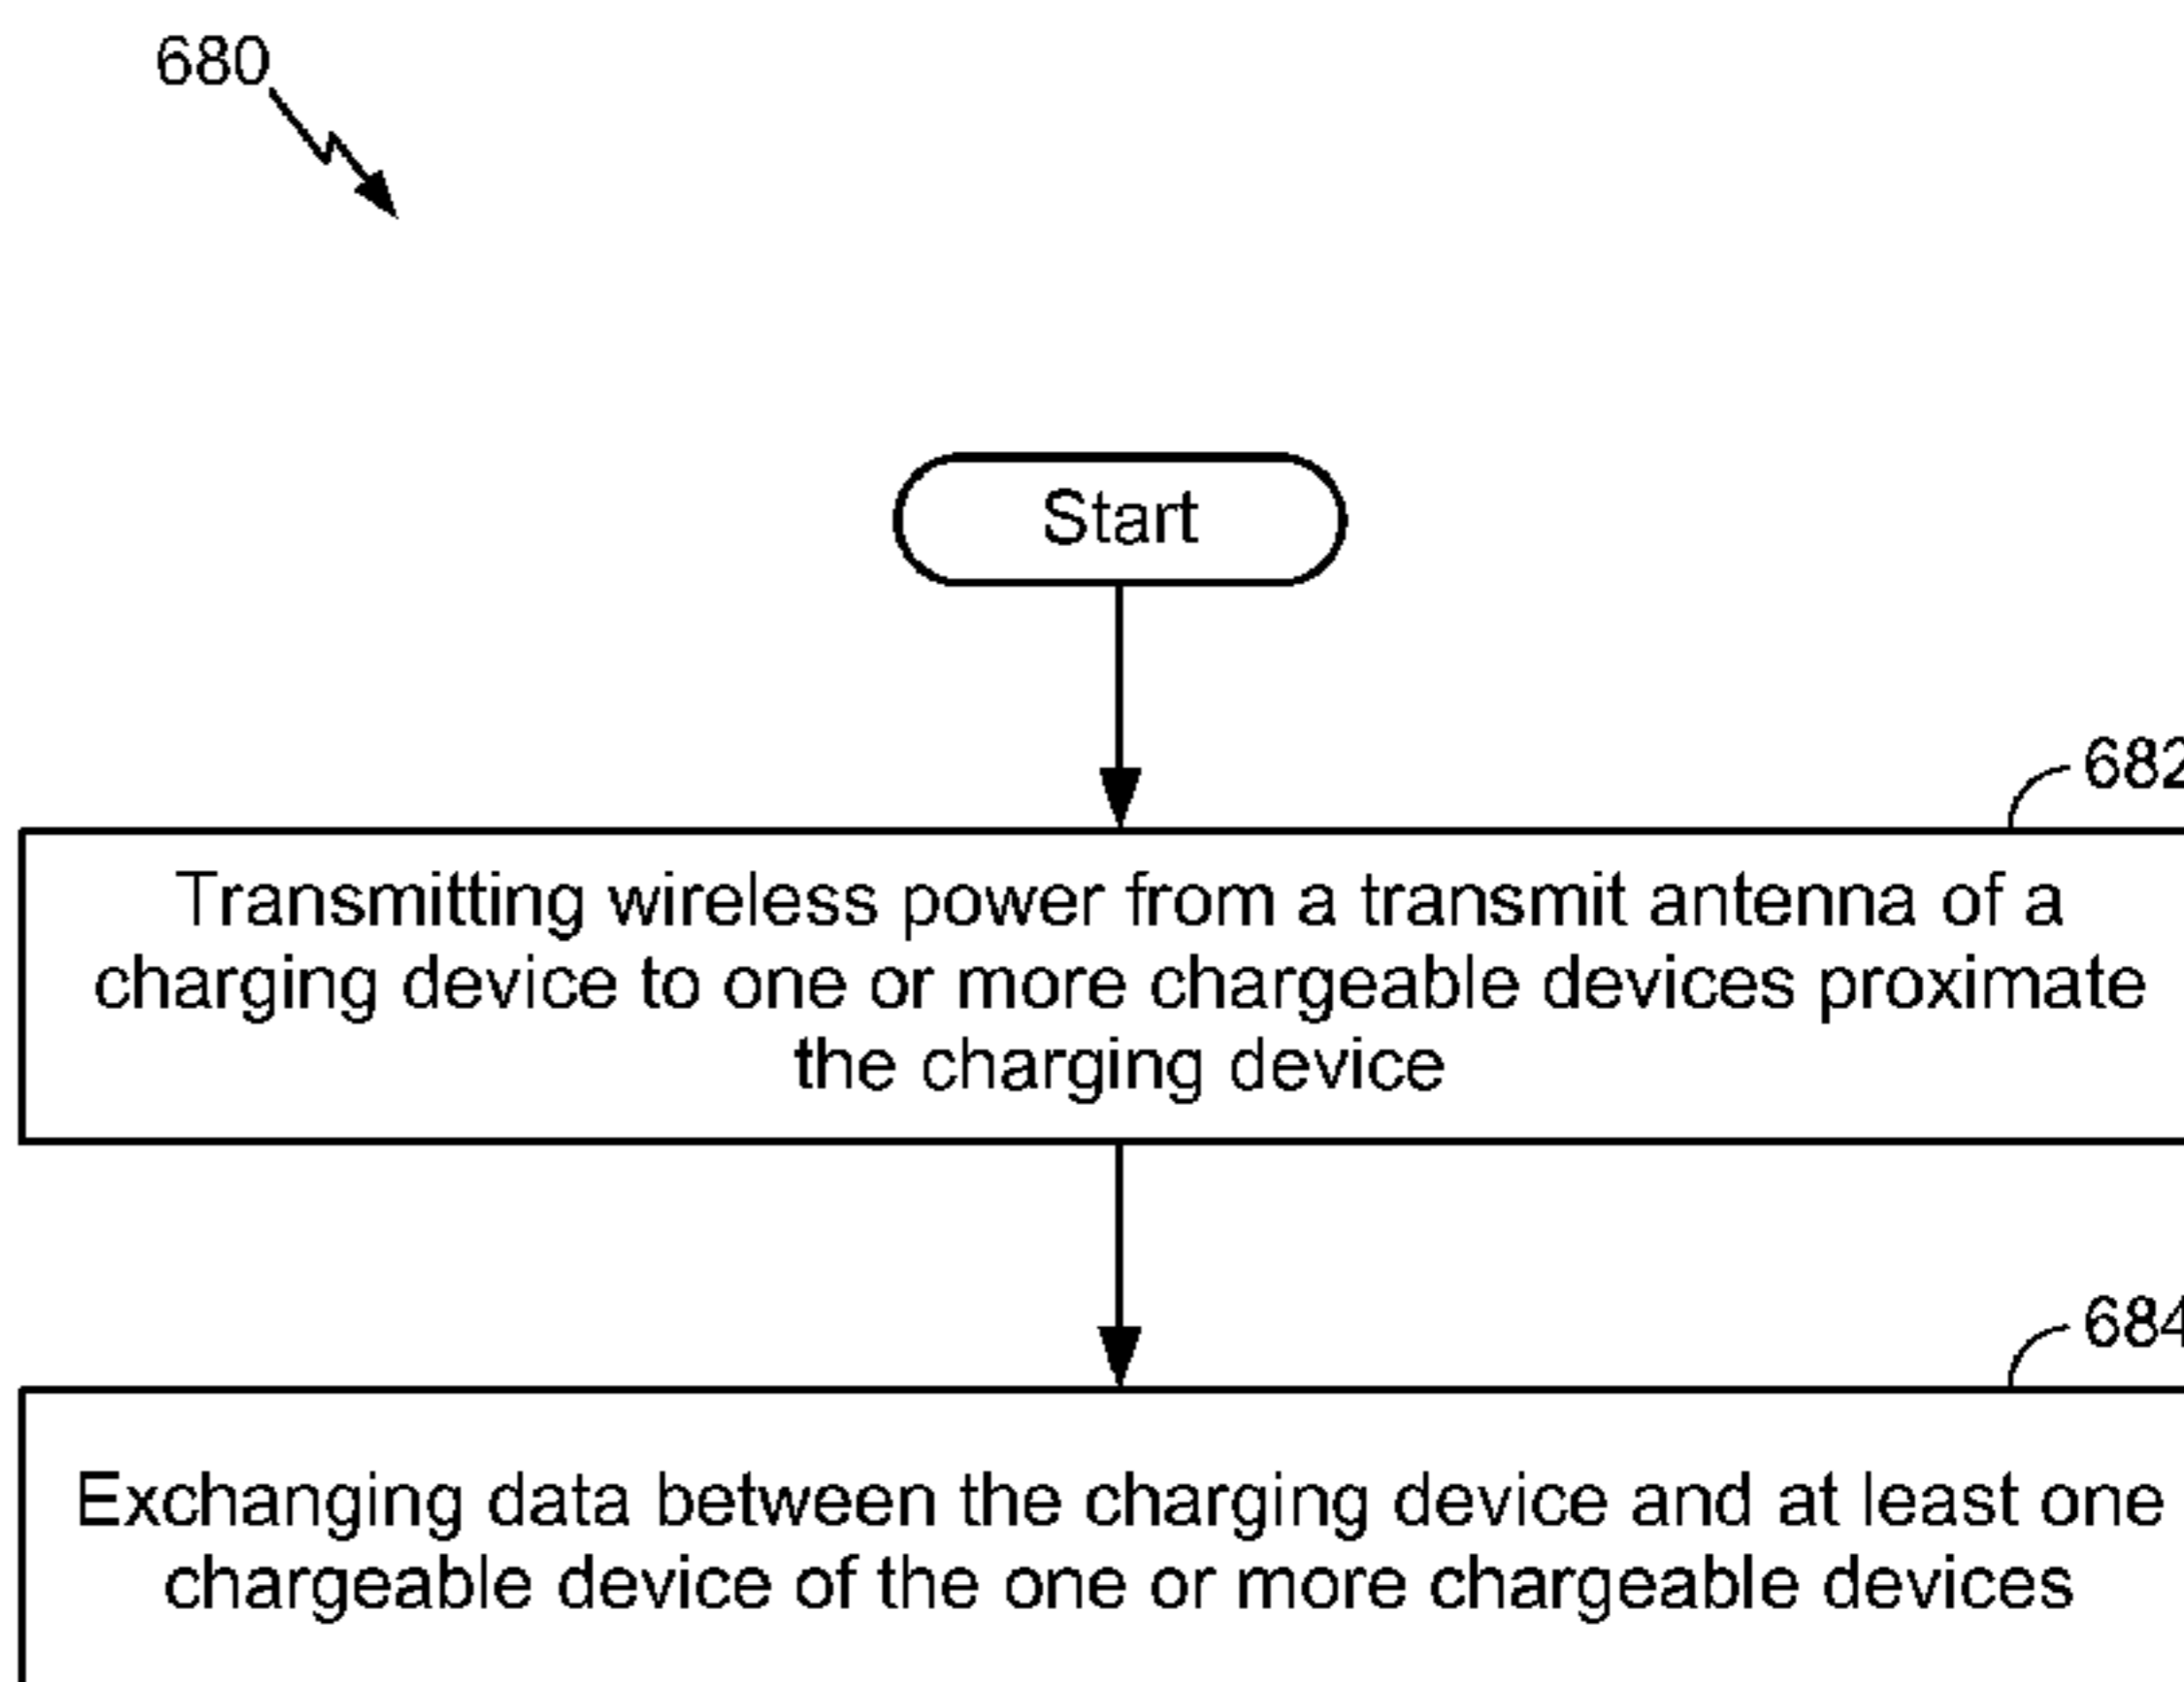 680
Start
682
Transmitting wireless power from a transmit antenna of a
charging device to one or more chargeable devices proximate
the charging device
684
Exchanging data between the charging device and at least one
chargeable device of the one or more chargeable devices